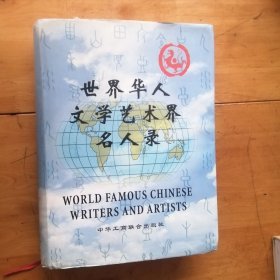 世界华人
文学艺术界
名人录
WORLD FAMOUS CHINESE
WRITERS AND ARTISTS
中华工商联合出版社